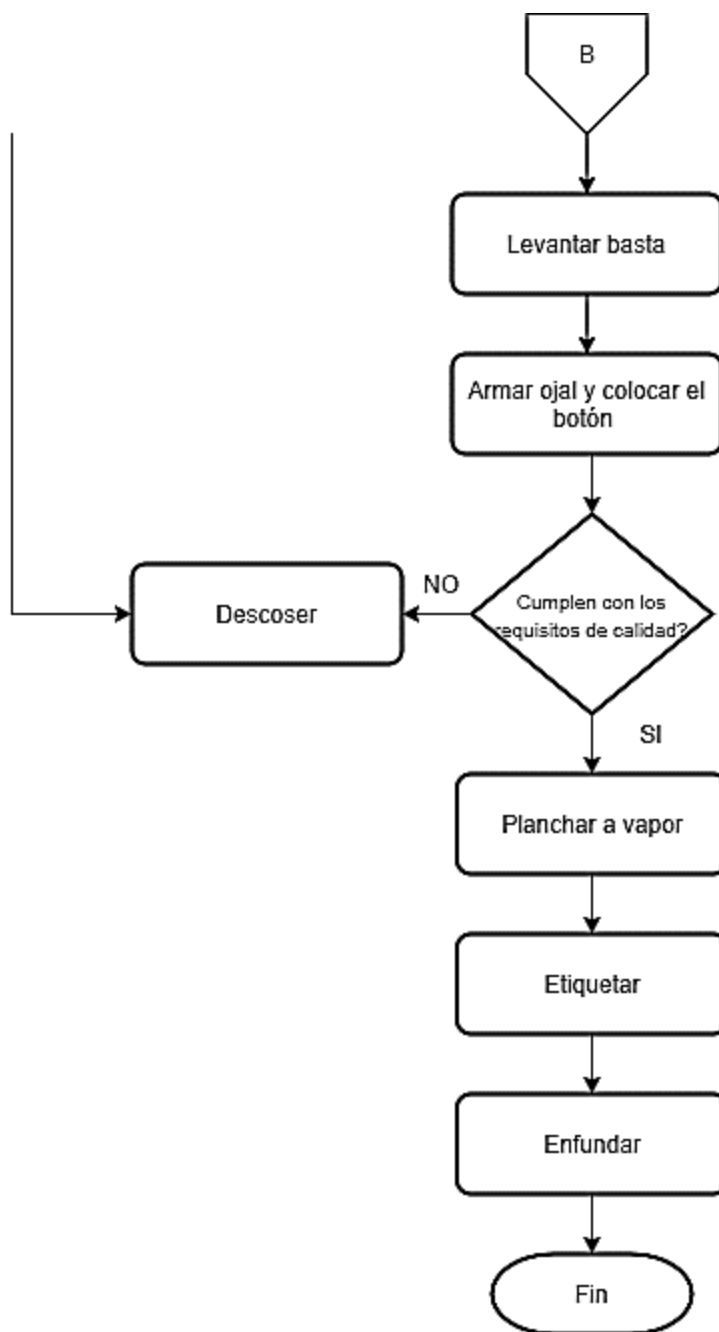 B
Levantar basta
Armar ojal y colocar el
botón
NO
Descoser
Cumplen con los
requisitos de calidad?
SI
Planchar a vapor
Etiquetar
Enfundar
Fin